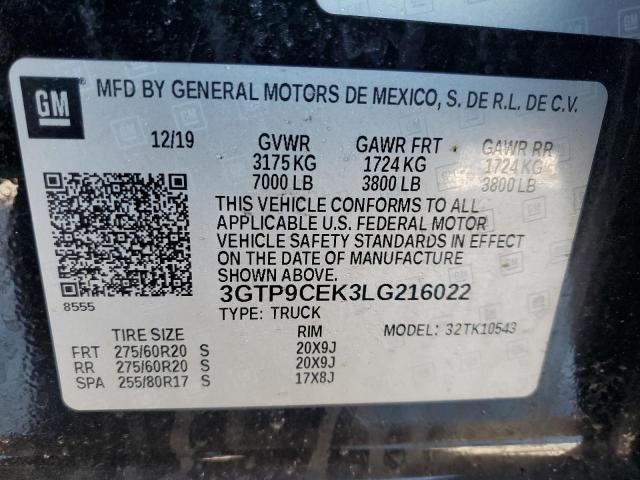 GM
MFD BY GENERAL MOTORS DE MEXICO, S. DE R.L. DE C.V.
12/19 GVWR GAWR FRT GAWR RR
3175 KG 1724 KG 1724 KG
7000 LB 3800 LB 3800 LB
THIS VEHICLE CONFORMS TO ALL
APPLICABLE U.S. FEDERAL MOTOR
VEHICLE SAFETY STANDARDS IN EFFECT
ON THE DATE OF MANUFACTURE
SHOWN ABOVE.
8555 3GTP9CEK3LG216022
TYPE: TRUCK MODEL: 32TK10543
TIRE SIZE RIM
FRT 275/60R20 S 20X9J
RR 275/60R20 S 20X9J
SPA 255/80R17 S 17X8J